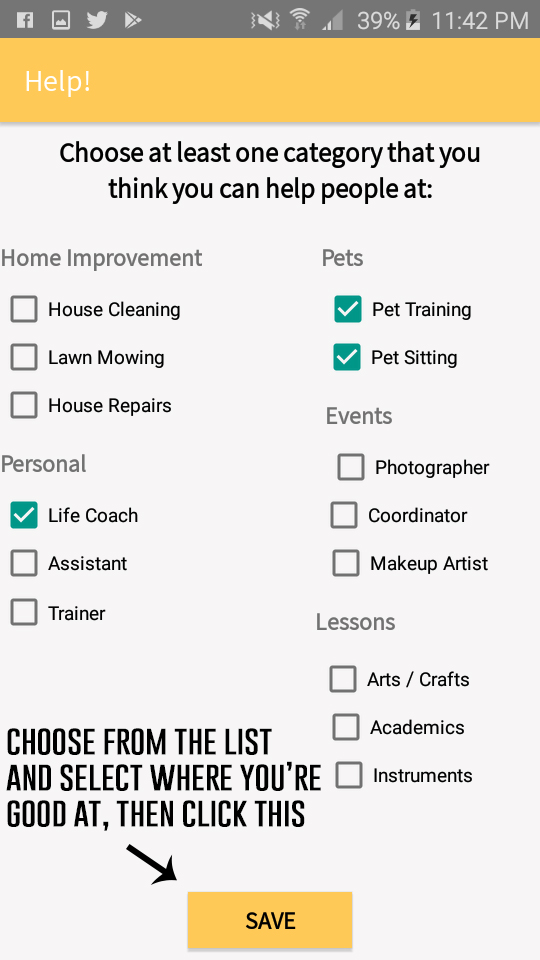 39% 11:42 PM
Help!
Choose at least one category that you
think you can help people at:
Home Improvement
House Cleaning
Lawn Mowing
House Repairs
Personal
Life Coach
Assistant
Trainer
Pets
Pet Training
Pet Sitting
Events
Photographer
Coordinator
Makeup Artist
Lessons
Arts / Crafts
Academics
Instruments
CHOOSE FROM THE LIST
AND SELECT WHERE YOU'RE
GOOD AT, THEN CLICK THIS
SAVE